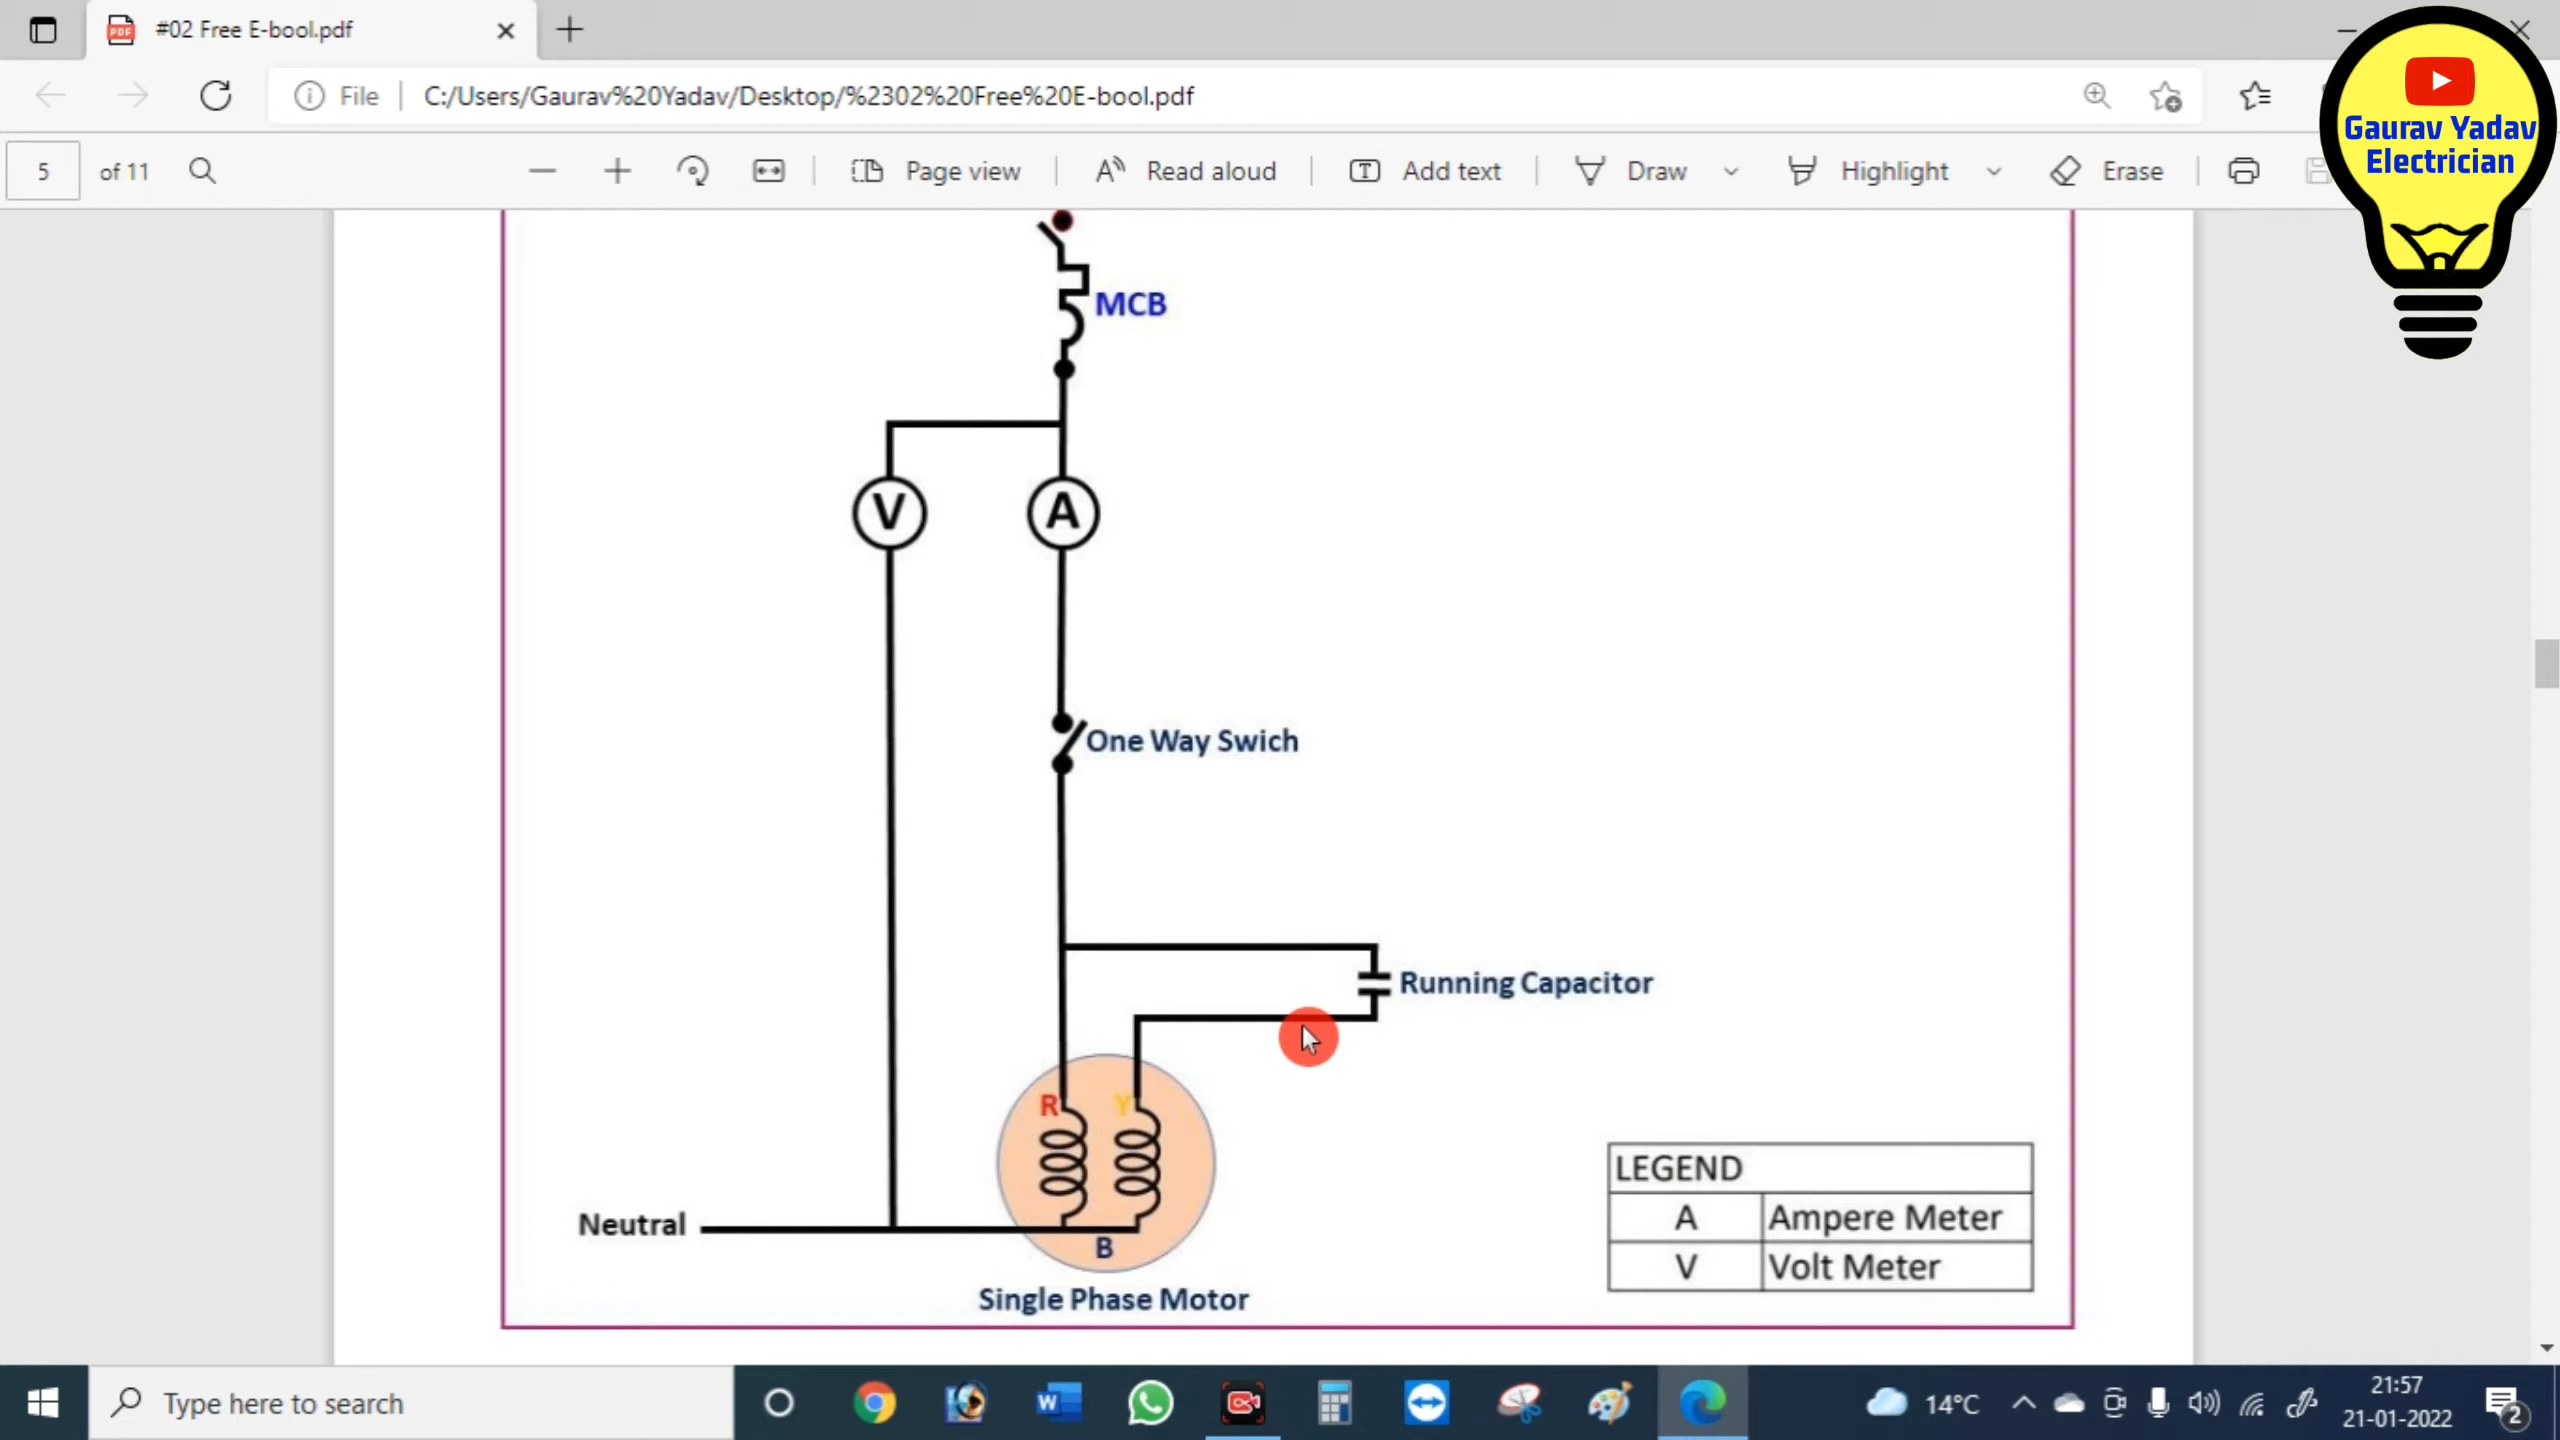 #02 Free E-bool.pdf
File
C:/Users/Gaurav%20Yadav/Desktop/%2302%20Free%20E-bool.pdf
Gaurav Yadav
Electrician
5 of 11
Page view
Read aloud
Add text
Draw
Highlight
Erase
PDF
MCB
V
A
One Way Swich
Running Capacitor
R
Y
Neutral
B
Single Phase Motor
LEGEND
A Ampere Meter
V Volt Meter
Type here to search
14°C
21:57
21-01-2022
2